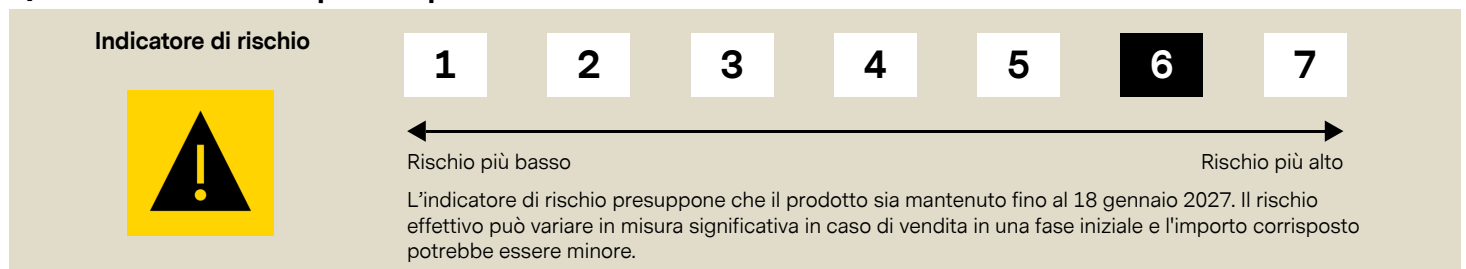 Indicatore di rischio
1 2 3 4 5 6 7
Rischio più basso Rischio più alto
L'indicatore di rischio presuppone che il prodotto sia mantenuto fino al 18 gennaio 2027. Il rischio
effettivo può variare in misura significativa in caso di vendita in una fase iniziale e l'importo corrisposto
potrebbe essere minore.